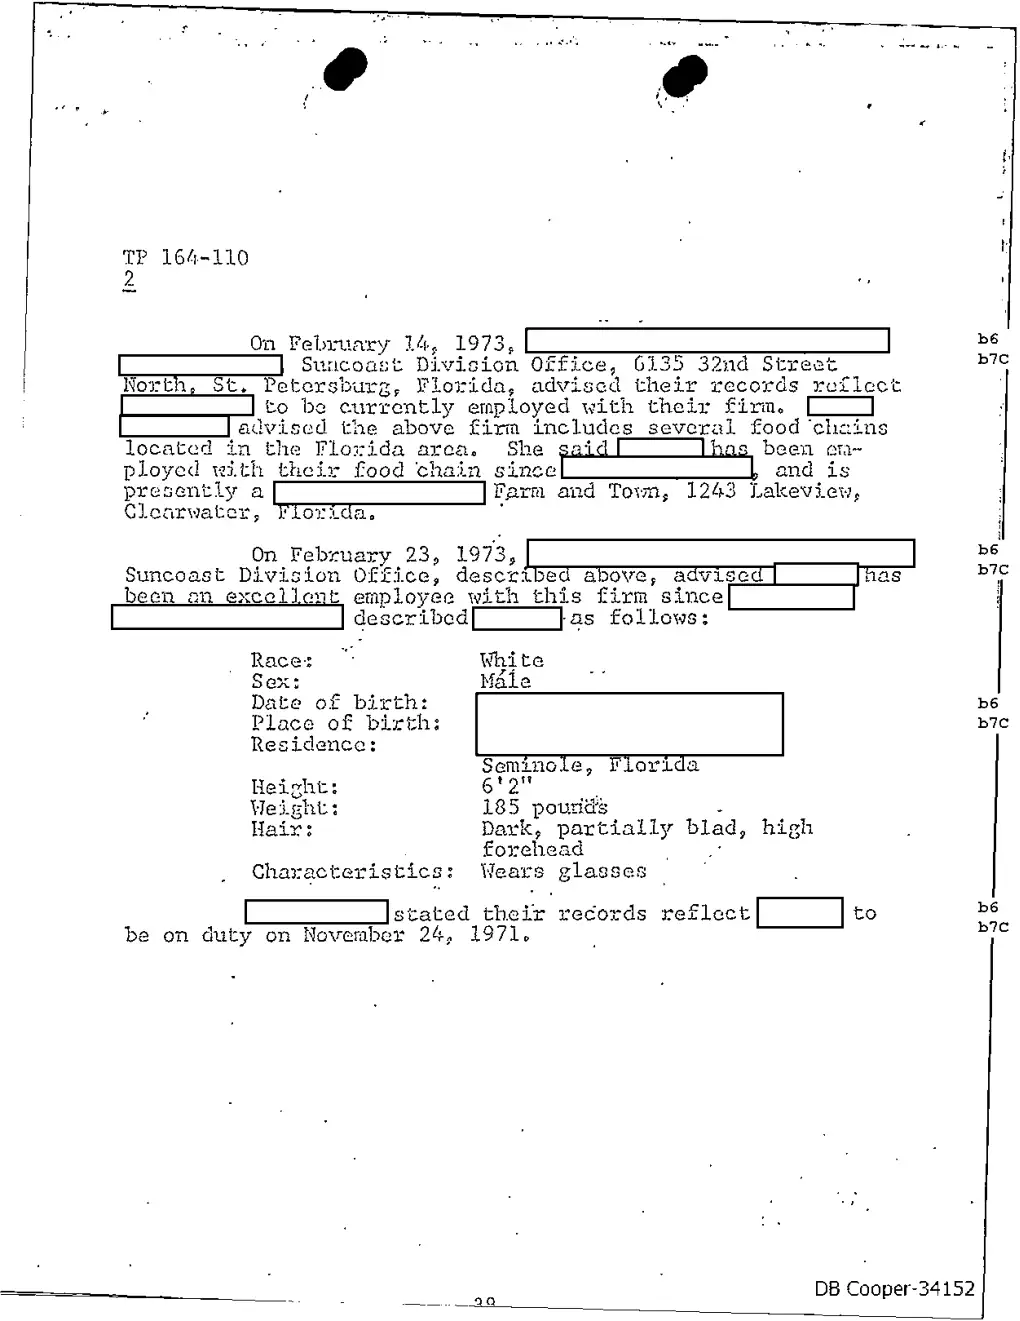 TP 164-110
2
On February 14, 1973,
b6
b7C
Suncoast Division Office, 6135 32nd Street
North, St. Petersburg, Florida, advised their records reflect
to be currently employed with their firm.
advised the above firm includes several food chains
located in the Florida area. She said has been em-
ployed with their food chain since , and is
presently a Farm and Town, 1243 Lakeview,
Clearwater, Florida.
On February 23, 1973,
b6
b7C
Suncoast Division Office, described above, advised has
been an excellent employee with this firm since
described as follows:
Race: White
Sex: Male
Date of birth:
b6
Place of birth:
b7C
Residence:
Seminole, Florida
Height: 6'2"
Weight: 185 pounds
Hair: Dark, partially blad, high
forehead
Characteristics: Wears glasses
stated their records reflect to
b6
b7C
be on duty on November 24, 1971.
DB Cooper-34152